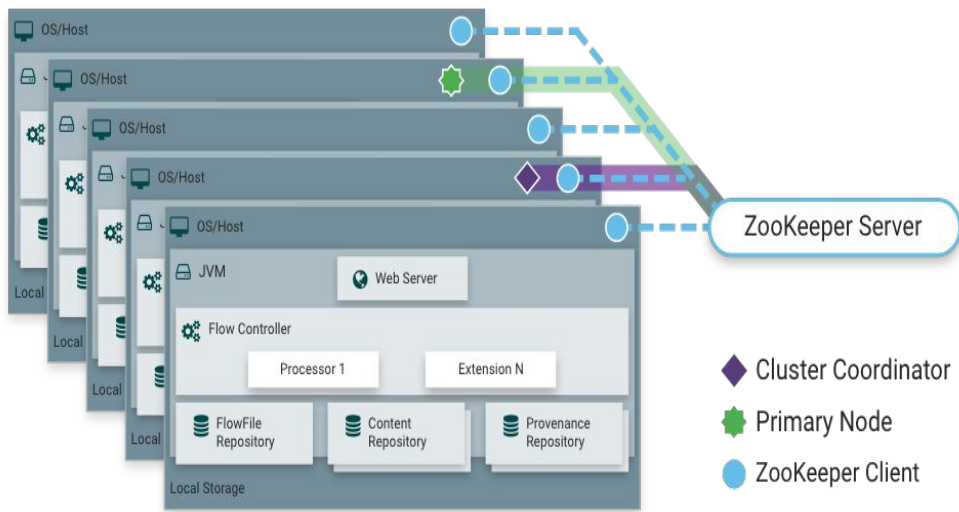 OS/Host
OS/Host
OS/Host
OS/Host
OS/Host
JVM
Web Server
Flow Controller
Processor 1
Extension N
FlowFile
Repository
Content
Repository
Provenance
Repository
Local Storage
Local
Local
Local
Local
ZooKeeper Server
Cluster Coordinator
Primary Node
ZooKeeper Client